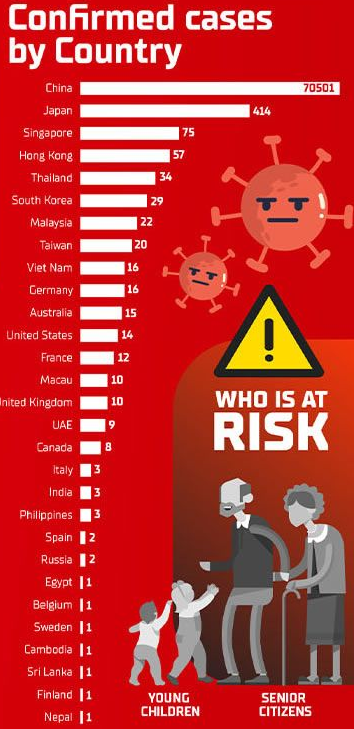 Confirmed cases
by Country
China 70501
Japan 414
Singapore 75
Hong Kong 57
Thailand 34
South Korea 29
Malaysia 22
Taiwan 20
Viet Nam 16
Germany 16
Australia 15
United States 14
France 12
Macau 10
nited Kingdom 10
UAE 9
Canada 8
Italy 3
India 3
Philippines 3
Spain 2
Russia 2
Egypt 1
Belgium 1
Sweden 1
Cambodia 1
Sri Lanka 1
Finland 1
Nepal 1
!
WHO IS AT
RISK
YOUNG
CHILDREN
SENIOR
CITIZENS